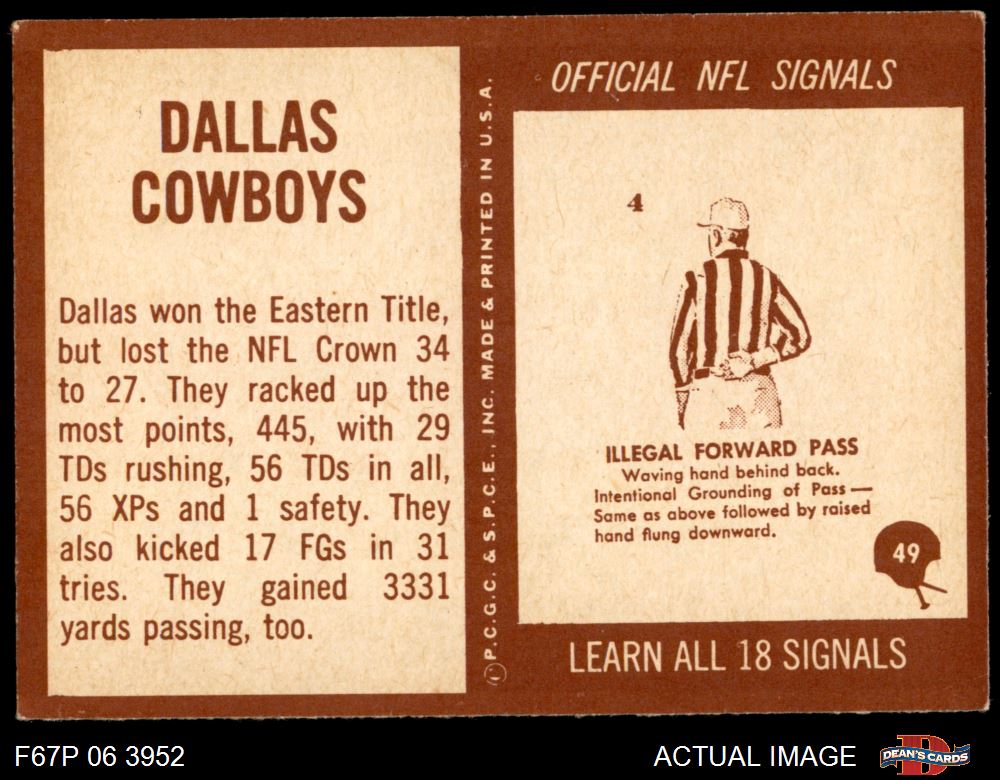 DALLAS
COWBOYS
Dallas won the Eastern Title,
but lost the NFL Crown 34
to 27. They racked up the
most points, 445, with 29
TDs rushing, 56 TDs in all,
56 XPs and 1 safety. They
also kicked 17 FGs in 31
tries. They gained 3331
yards passing, too.
© P.C.G.C. & S.P.C.E., INC. MADE & PRINTED IN U.S.A.
OFFICIAL NFL SIGNALS
4
ILLEGAL FORWARD PASS
Waving hand behind back.
Intentional Grounding of Pass —
Same as above followed by raised
hand flung downward.
49
LEARN ALL 18 SIGNALS
F67P 06 3952
ACTUAL IMAGE
DEAN'S CARDS
D